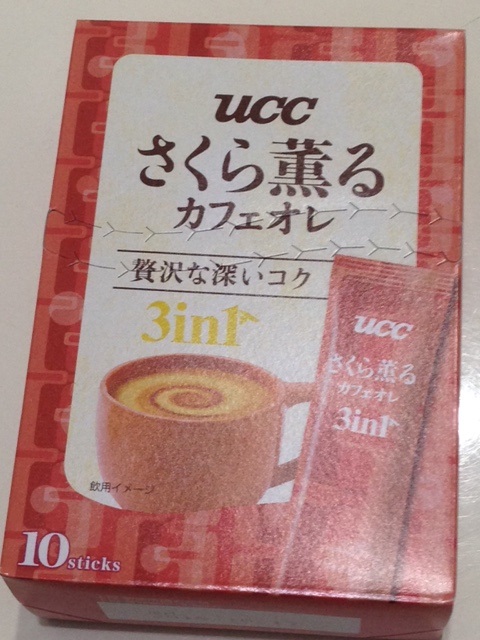 ucc
さくら薫る
カフェオレ
贅沢な深いコク
3in1
ucc
さくら薫る
カフェオレ
3in1
飲用イメージ
10 sticks